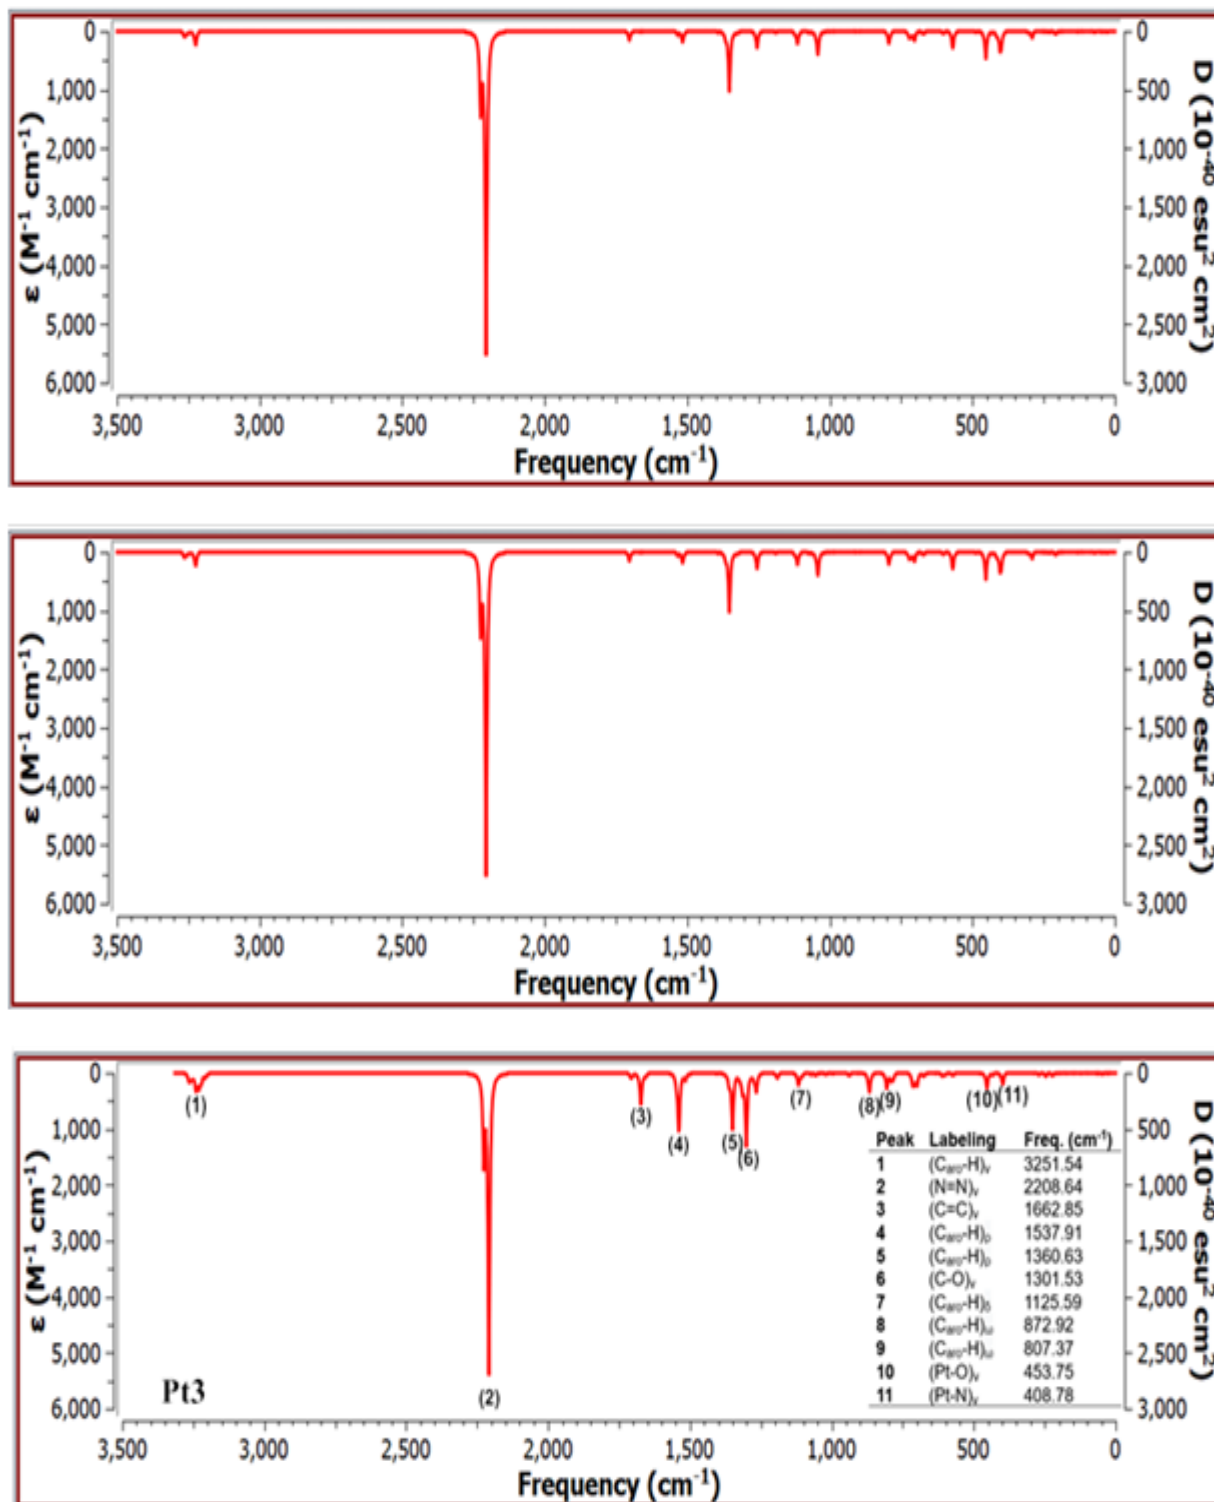 0 1,000 2,000 3,000 4,000 5,000 6,000
ε (M⁻¹ cm⁻¹)
0 500 1,000 1,500 2,000 2,500 3,000
D (10⁻⁴⁰ esu² cm²)
3,500 3,000 2,500 2,000 1,500 1,000 500 0
Frequency (cm⁻¹)
0 1,000 2,000 3,000 4,000 5,000 6,000
ε (M⁻¹ cm⁻¹)
0 500 1,000 1,500 2,000 2,500 3,000
D (10⁻⁴⁰ esu² cm²)
3,500 3,000 2,500 2,000 1,500 1,000 500 0
Frequency (cm⁻¹)
0 1,000 2,000 3,000 4,000 5,000 6,000
ε (M⁻¹ cm⁻¹)
0 500 1,000 1,500 2,000 2,500 3,000
D (10⁻⁴⁰ esu² cm²)
(1) (2) (3) (4) (5) (6) (7) (8) (9) (10) (11)
Peak Labeling Freq. (cm⁻¹)
1 (Caro-H)ᵥ 3251.54
2 (N≡N)ᵥ 2208.64
3 (C=C)ᵥ 1662.85
4 (Caro-H)ρ 1537.91
5 (Caro-H)ρ 1360.63
6 (C-O)ᵥ 1301.53
7 (Caro-H)δ 1125.59
8 (Caro-H)ω 872.92
9 (Caro-H)ω 807.37
10 (Pt-O)ᵥ 453.75
11 (Pt-N)ᵥ 408.78
Pt3
3,500 3,000 2,500 2,000 1,500 1,000 500 0
Frequency (cm⁻¹)